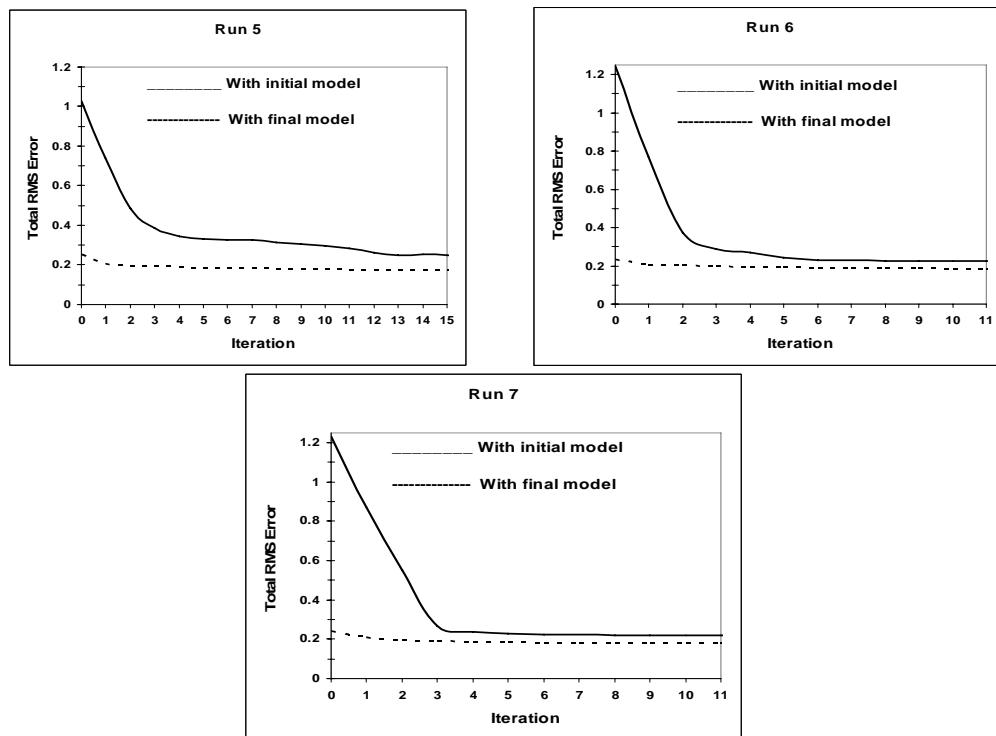 Run 5
1.2
1
0.8
0.6
0.4
0.2
0
Total RMS Error
________ With initial model
-------------- With final model
0 1 2 3 4 5 6 7 8 9 10 11 12 13 14 15
Iteration
Run 6
1.2
1
0.8
0.6
0.4
0.2
0
Total RMS Error
_________ With initial model
--------------- With final model
0 1 2 3 4 5 6 7 8 9 10 11
Iteration
Run 7
1.2
1
0.8
0.6
0.4
0.2
0
Total RMS Error
_________ With initial model
-------------- With final model
0 1 2 3 4 5 6 7 8 9 10 11
Iteration